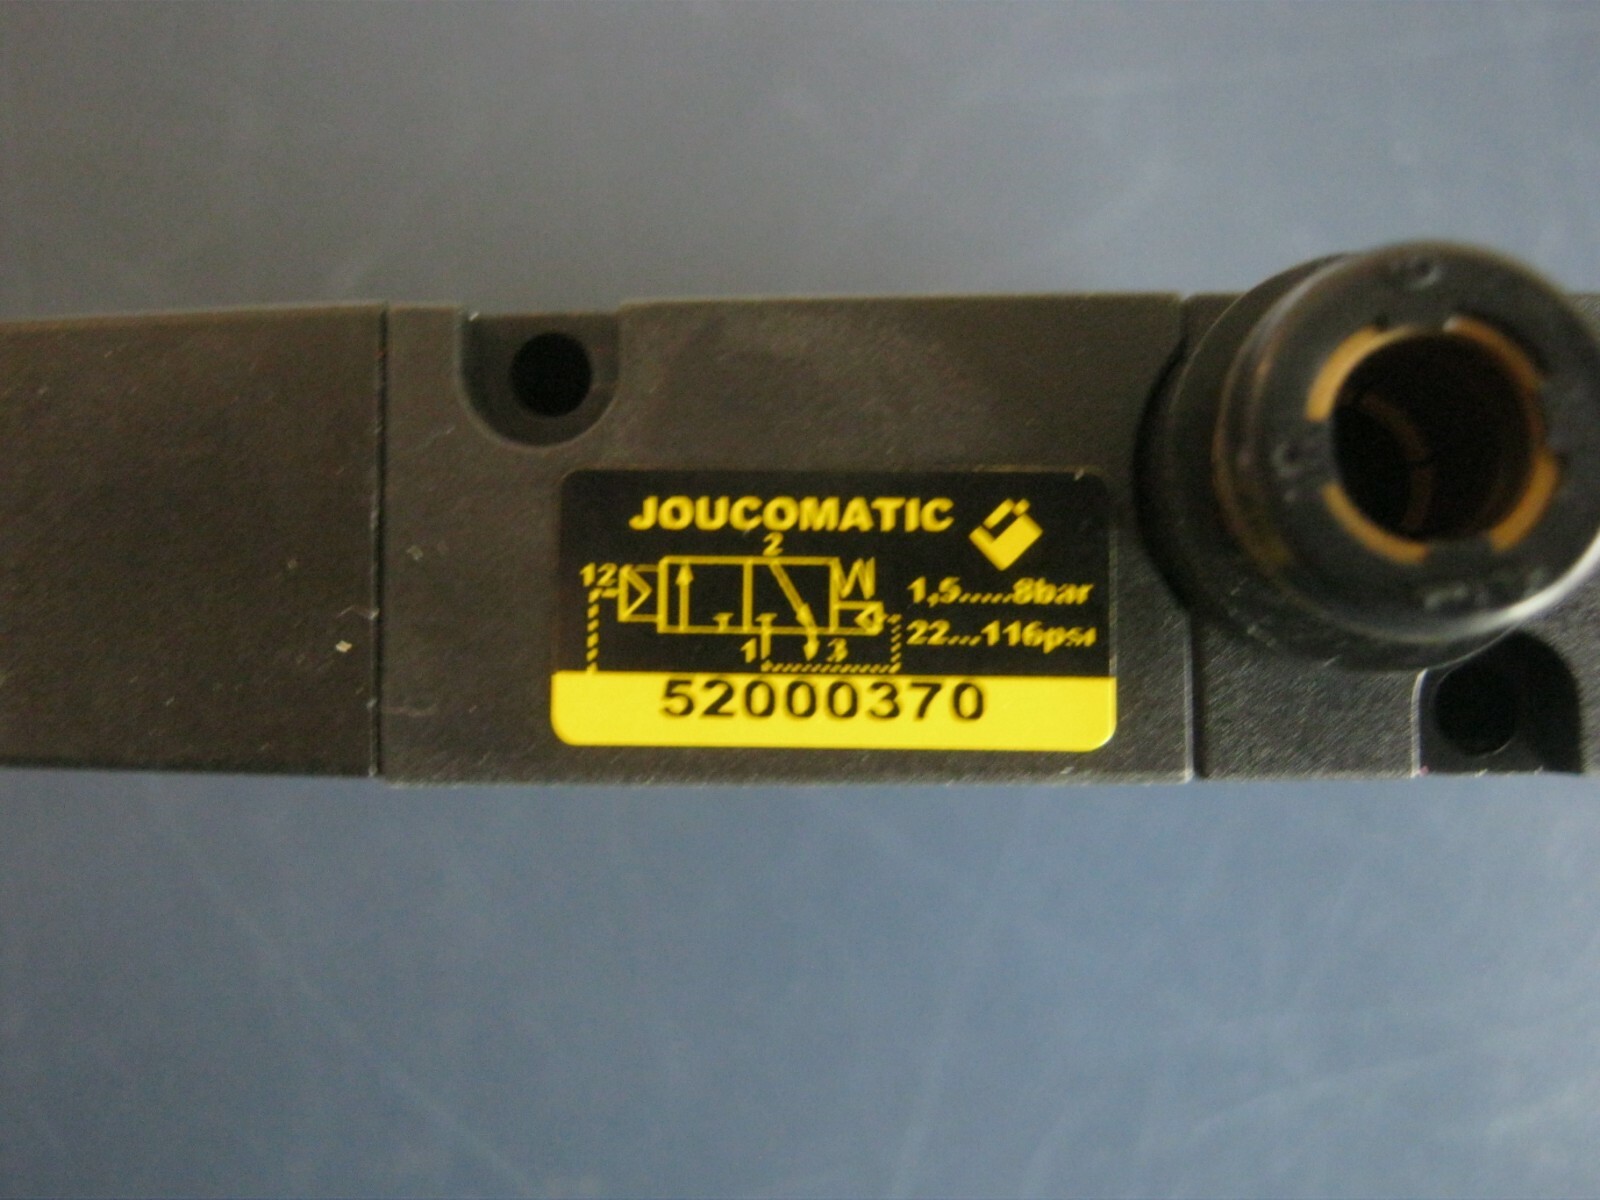 JOUCOMATIC
2
12
1,5.....8bar
22...116psi
1 3
52000370